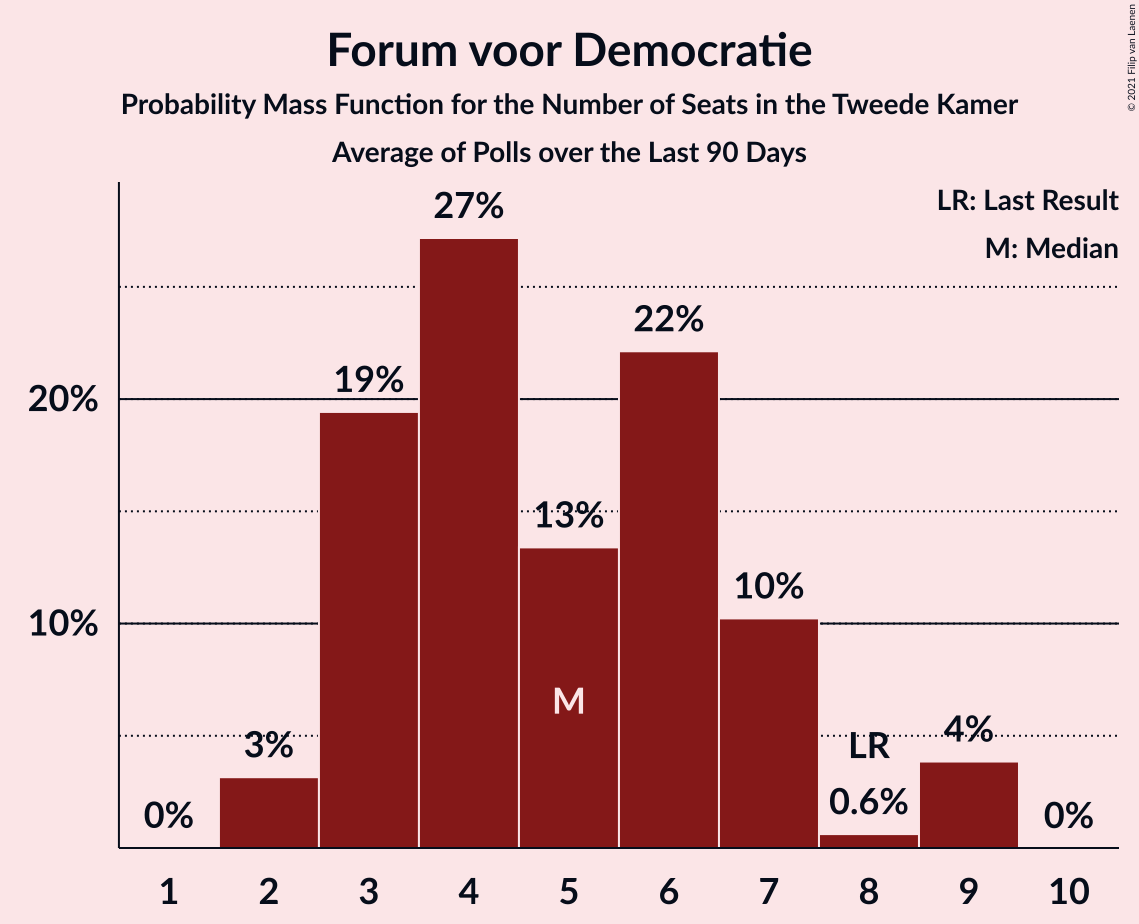 Forum voor Democratie
Probability Mass Function for the Number of Seats in the Tweede Kamer
Average of Polls over the Last 90 Days
© 2021 Filip van Laenen
LR: Last Result
M: Median
27%
22%
19%
20%
13%
10%
10%
M
3%
LR
4%
0%
0.6%
0%
1 2 3 4 5 6 7 8 9 10